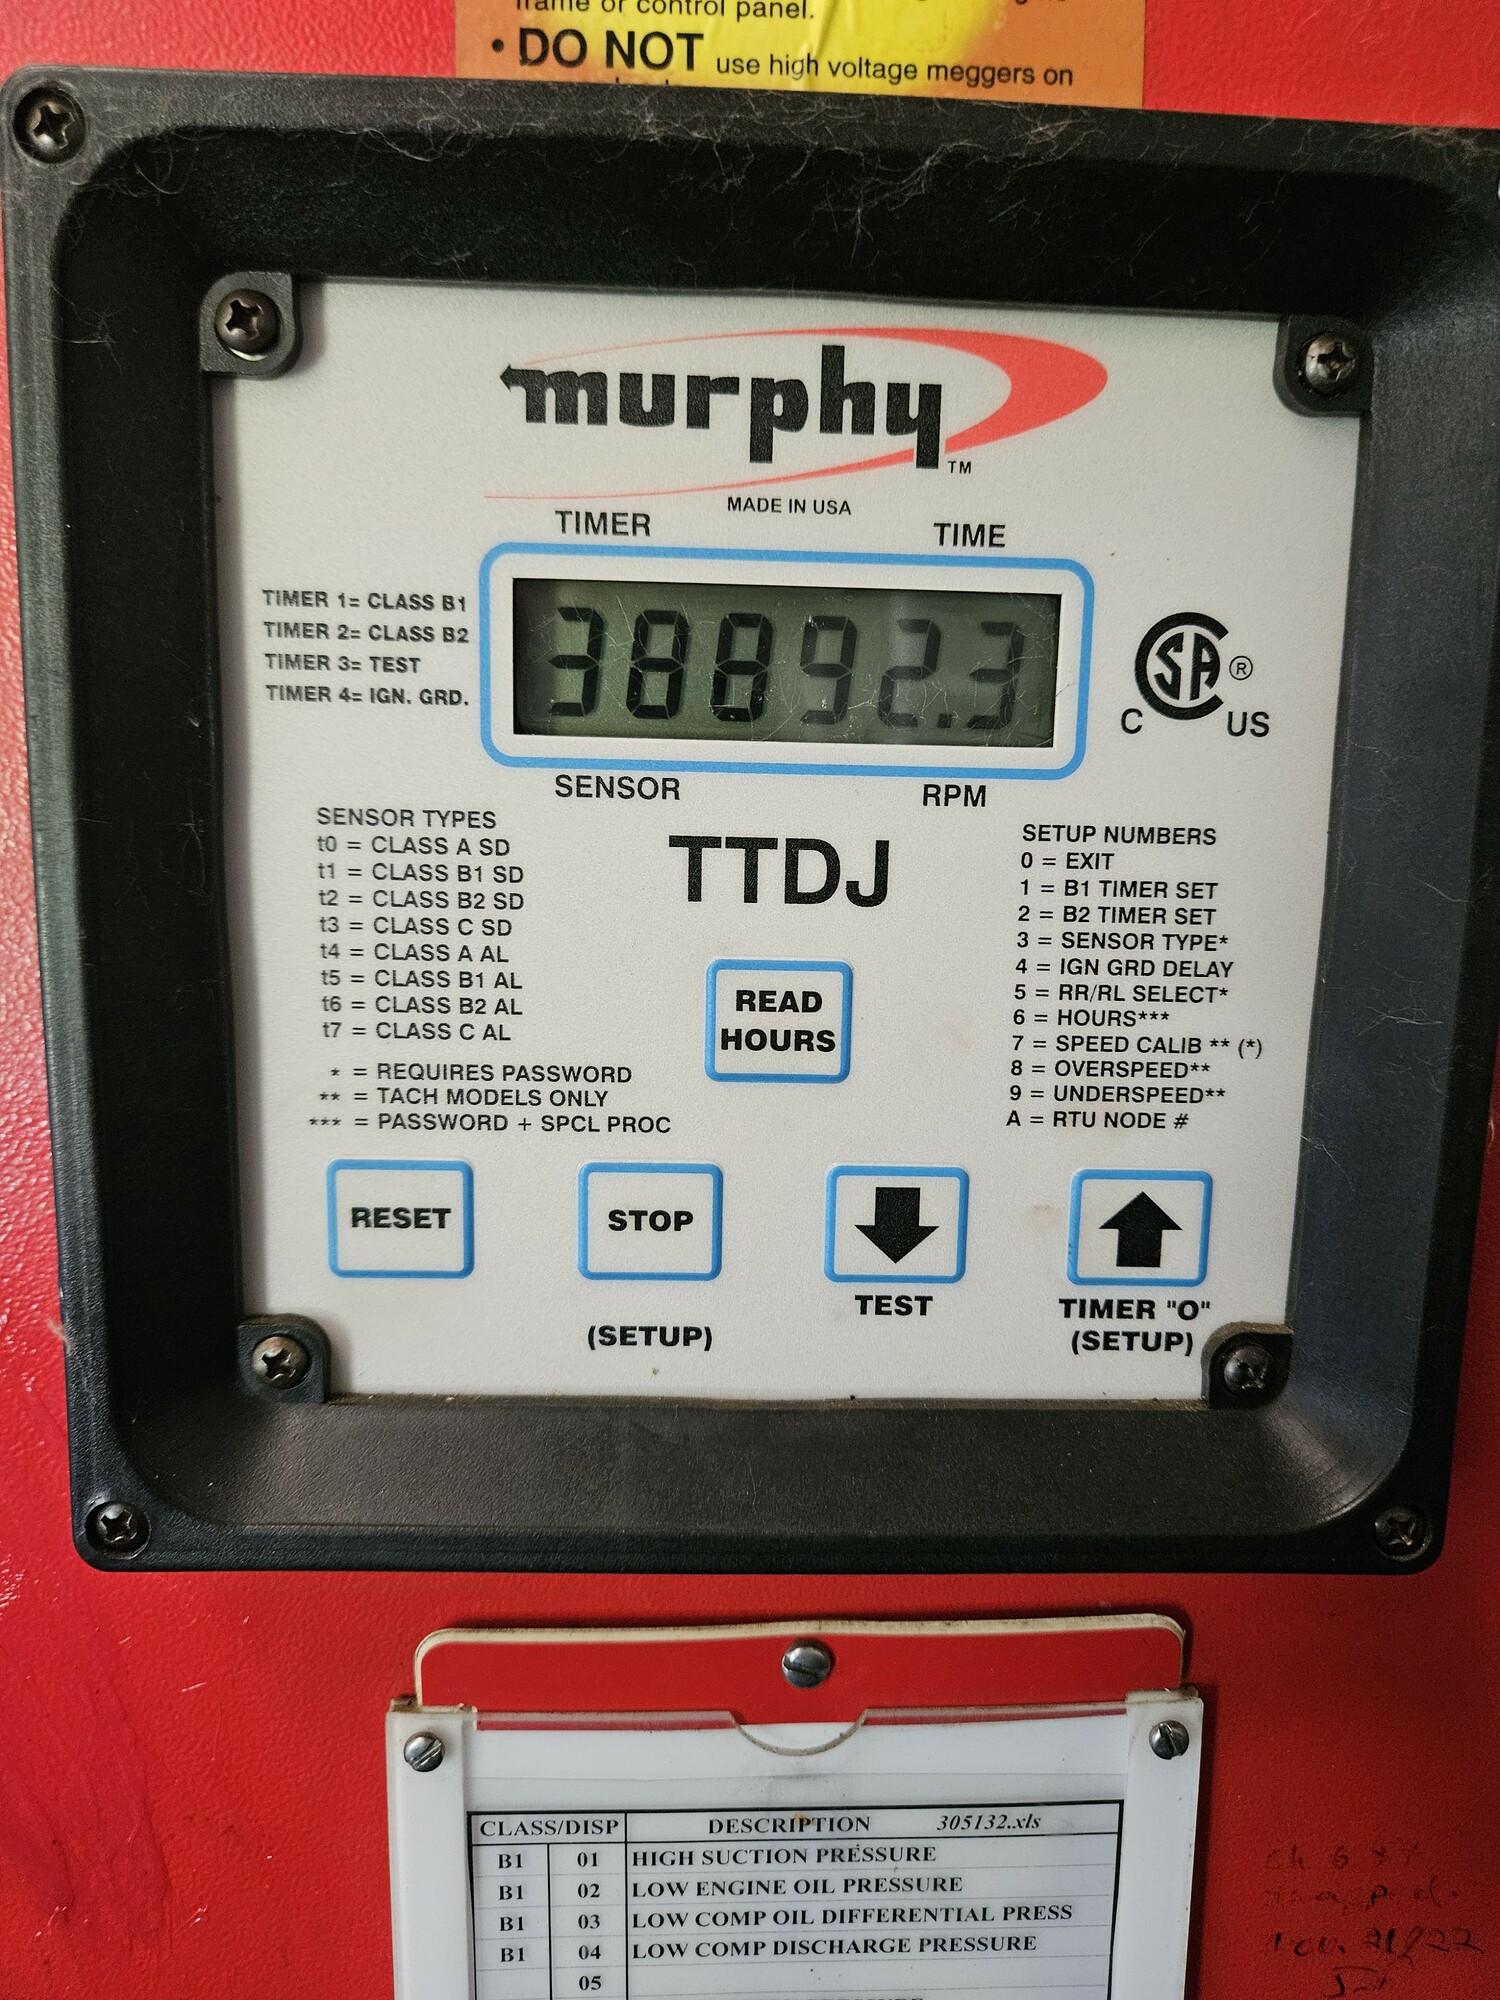 frame or control panel.
• DO NOT use high voltage meggers on
murphy™
MADE IN USA
TIMER TIME
TIMER 1= CLASS B1
TIMER 2= CLASS B2
TIMER 3= TEST
TIMER 4= IGN. GRD.
38892.3
CSA®
C US
SENSOR RPM
TTDJ
SENSOR TYPES
t0 = CLASS A SD
t1 = CLASS B1 SD
t2 = CLASS B2 SD
t3 = CLASS C SD
t4 = CLASS A AL
t5 = CLASS B1 AL
t6 = CLASS B2 AL
t7 = CLASS C AL
* = REQUIRES PASSWORD
** = TACH MODELS ONLY
*** = PASSWORD + SPCL PROC
READ
HOURS
SETUP NUMBERS
0 = EXIT
1 = B1 TIMER SET
2 = B2 TIMER SET
3 = SENSOR TYPE*
4 = IGN GRD DELAY
5 = RR/RL SELECT*
6 = HOURS***
7 = SPEED CALIB ** (*)
8 = OVERSPEED**
9 = UNDERSPEED**
A = RTU NODE #
RESET
STOP
(SETUP)
TEST
TIMER "O"
(SETUP)
CLASS/DISP DESCRIPTION 305132.xls
B1 01 HIGH SUCTION PRESSURE
B1 02 LOW ENGINE OIL PRESSURE
B1 03 LOW COMP OIL DIFFERENTIAL PRESS
B1 04 LOW COMP DISCHARGE PRESSURE
05